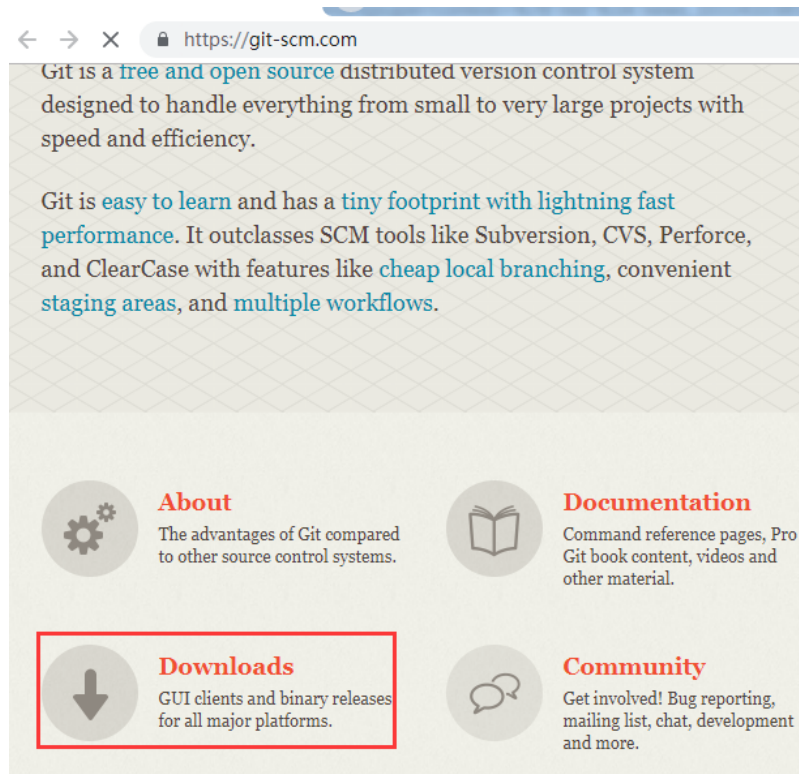 https://git-scm.com
Git is a free and open source distributed version control system
designed to handle everything from small to very large projects with
speed and efficiency.
Git is easy to learn and has a tiny footprint with lightning fast
performance. It outclasses SCM tools like Subversion, CVS, Perforce,
and ClearCase with features like cheap local branching, convenient
staging areas, and multiple workflows.
About
The advantages of Git compared
to other source control systems.
Documentation
Command reference pages, Pro
Git book content, videos and
other material.
Downloads
GUI clients and binary releases
for all major platforms.
Community
Get involved! Bug reporting,
mailing list, chat, development
and more.